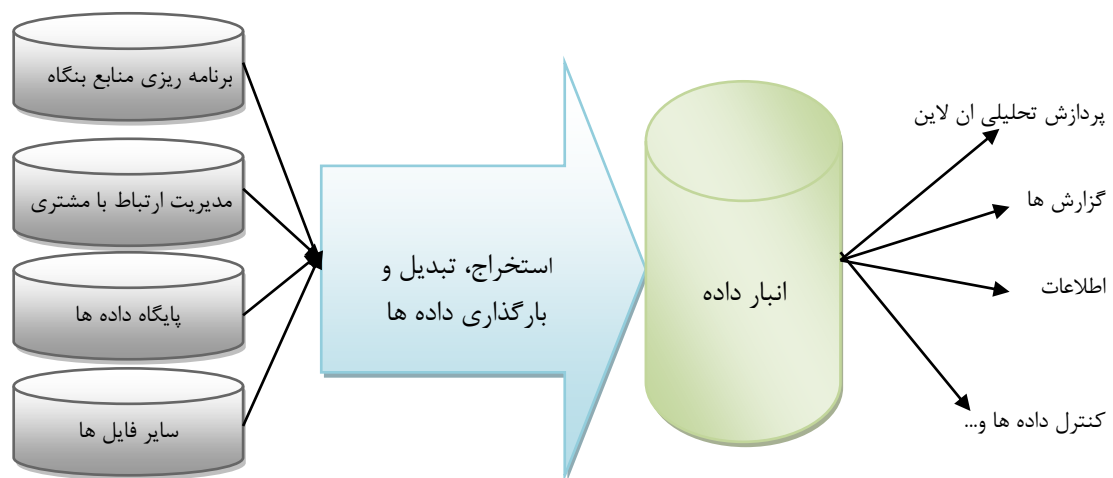 برنامه ریزی منابع بنگاه
مدیریت ارتباط با مشتری
پایگاه داده ها
سایر فایل ها
استخراج، تبدیل و
بارگذاری داده ها
انبار داده
پردازش تحلیلی ان لاین
گزارش ها
اطلاعات
کنترل داده ها و...